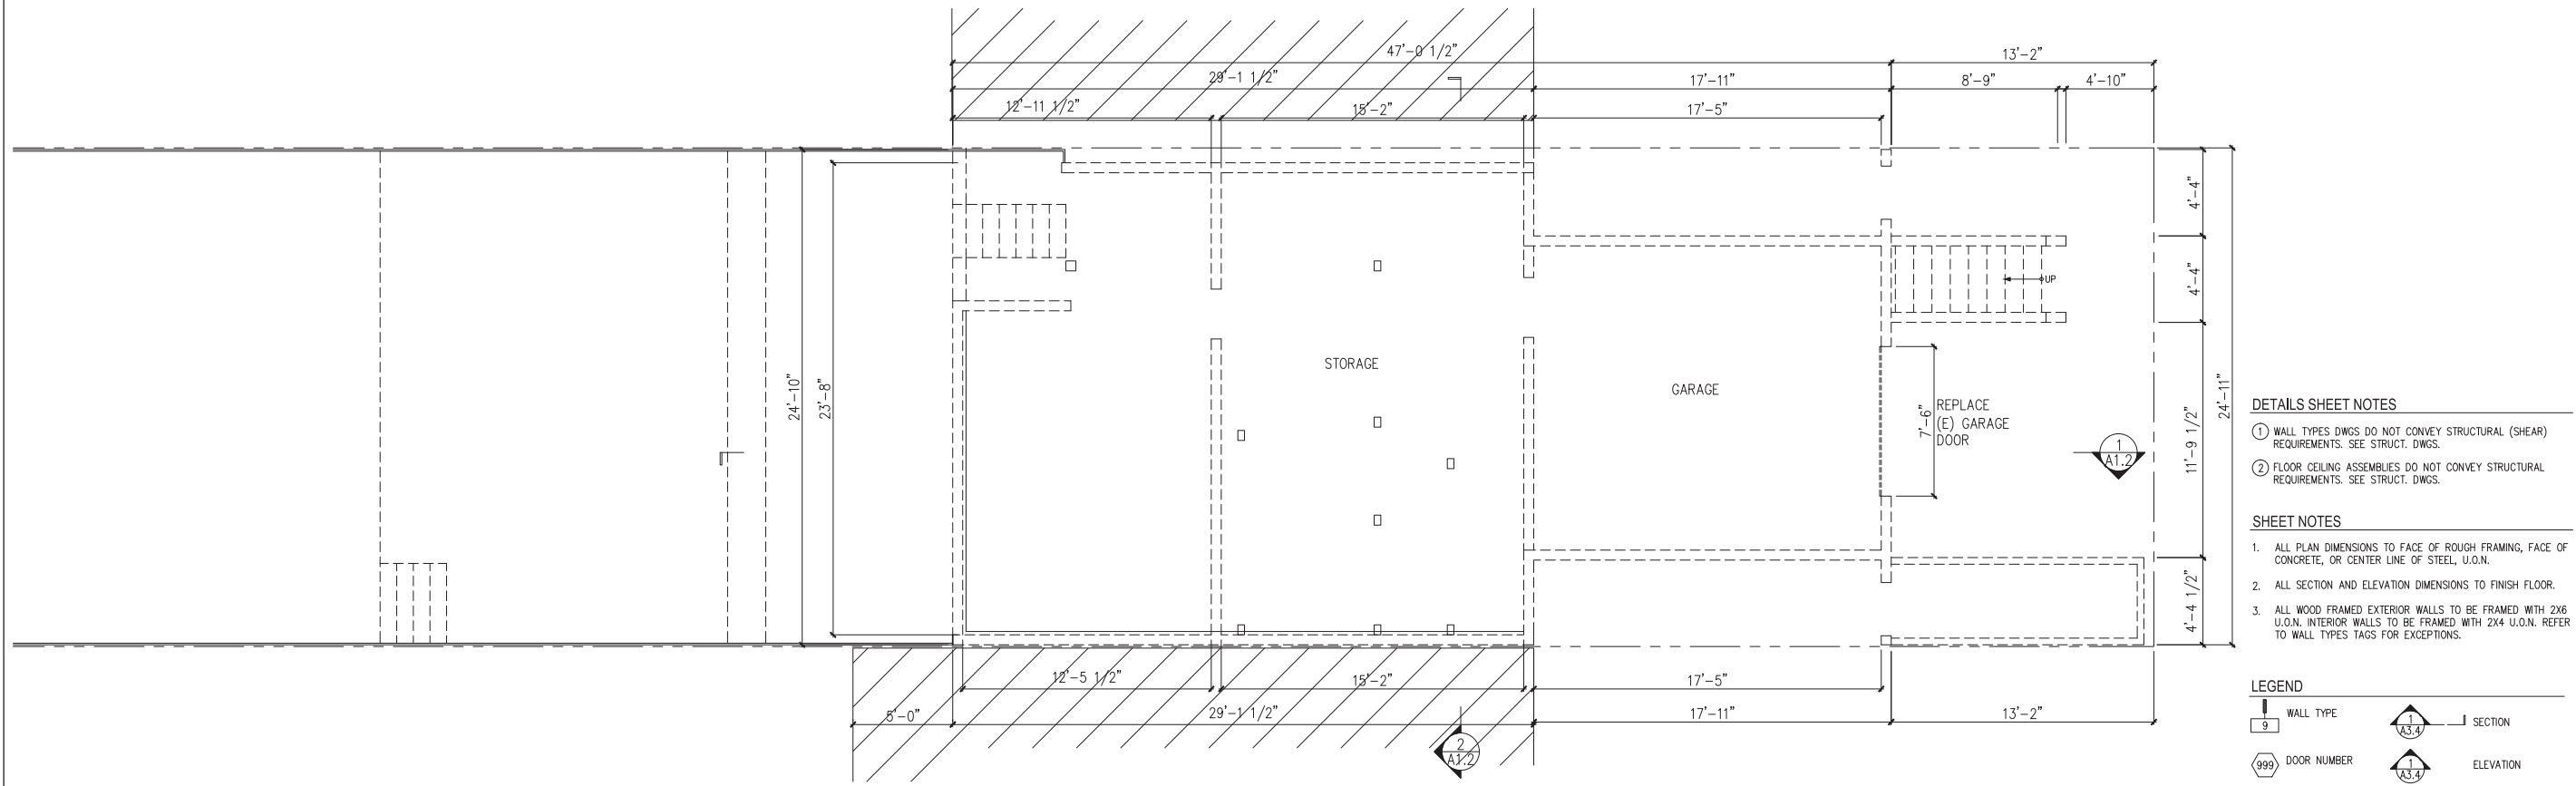 47'-0 1/2"
13'-2"
29'-1 1/2"
17'-11"
8'-9"
4'-10"
12'-11 1/2"
15'-2"
17'-5"
4'-4"
4'-4"
UP
24'-10"
23'-8"
STORAGE
GARAGE
7'-6"
REPLACE
(E) GARAGE
DOOR
1
A1.2
11'-9 1/2"
24'-11"
4'-4 1/2"
12'-5 1/2"
15'-2"
17'-5"
5'-0"
29'-1 1/2"
17'-11"
13'-2"
2
A1.2
DETAILS SHEET NOTES
1 WALL TYPES DWGS DO NOT CONVEY STRUCTURAL (SHEAR)
REQUIREMENTS. SEE STRUCT. DWGS.
2 FLOOR CEILING ASSEMBLIES DO NOT CONVEY STRUCTURAL
REQUIREMENTS. SEE STRUCT. DWGS.
SHEET NOTES
1. ALL PLAN DIMENSIONS TO FACE OF ROUGH FRAMING, FACE OF
CONCRETE, OR CENTER LINE OF STEEL, U.O.N.
2. ALL SECTION AND ELEVATION DIMENSIONS TO FINISH FLOOR.
3. ALL WOOD FRAMED EXTERIOR WALLS TO BE FRAMED WITH 2X6
U.O.N. INTERIOR WALLS TO BE FRAMED WITH 2X4 U.O.N. REFER
TO WALL TYPES TAGS FOR EXCEPTIONS.
LEGEND
9
WALL TYPE
1
A3.4
SECTION
999
DOOR NUMBER
1
A3.4
ELEVATION